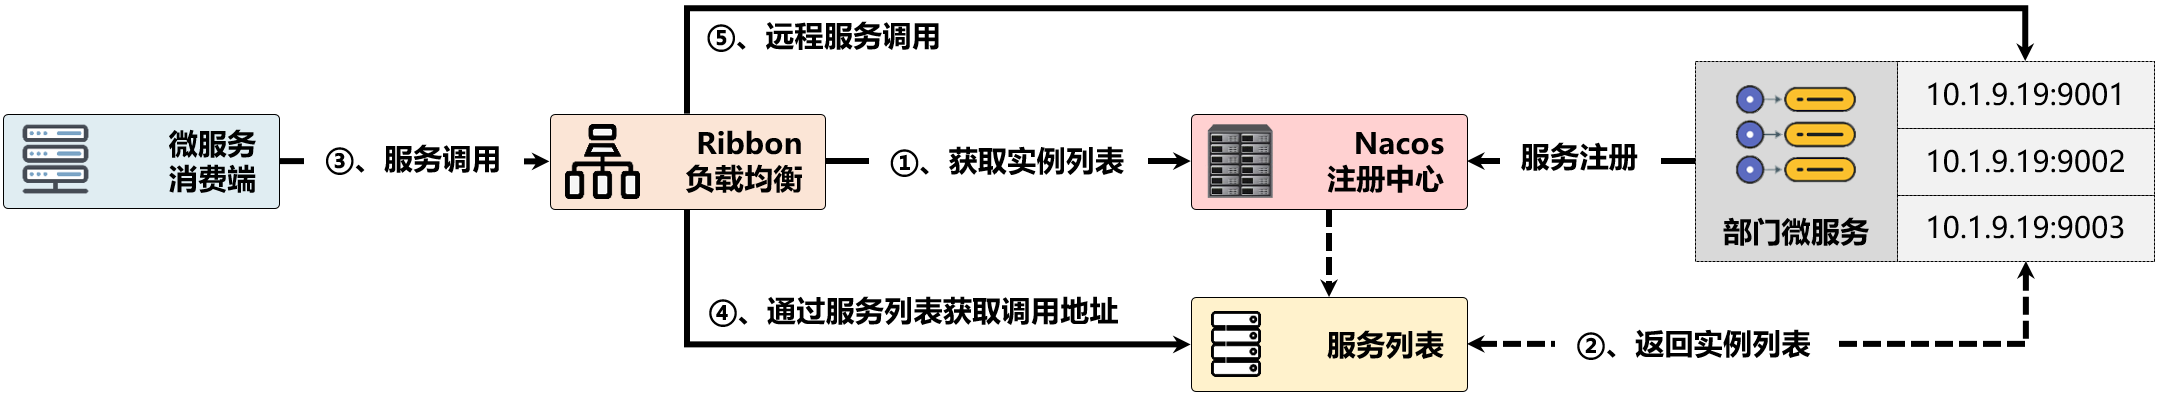 ⑤、远程服务调用
微服务
消费端
③、服务调用
Ribbon
负载均衡
①、获取实例列表
Nacos
注册中心
服务注册
部门微服务
10.1.9.19:9001
10.1.9.19:9002
10.1.9.19:9003
④、通过服务列表获取调用地址
服务列表
②、返回实例列表